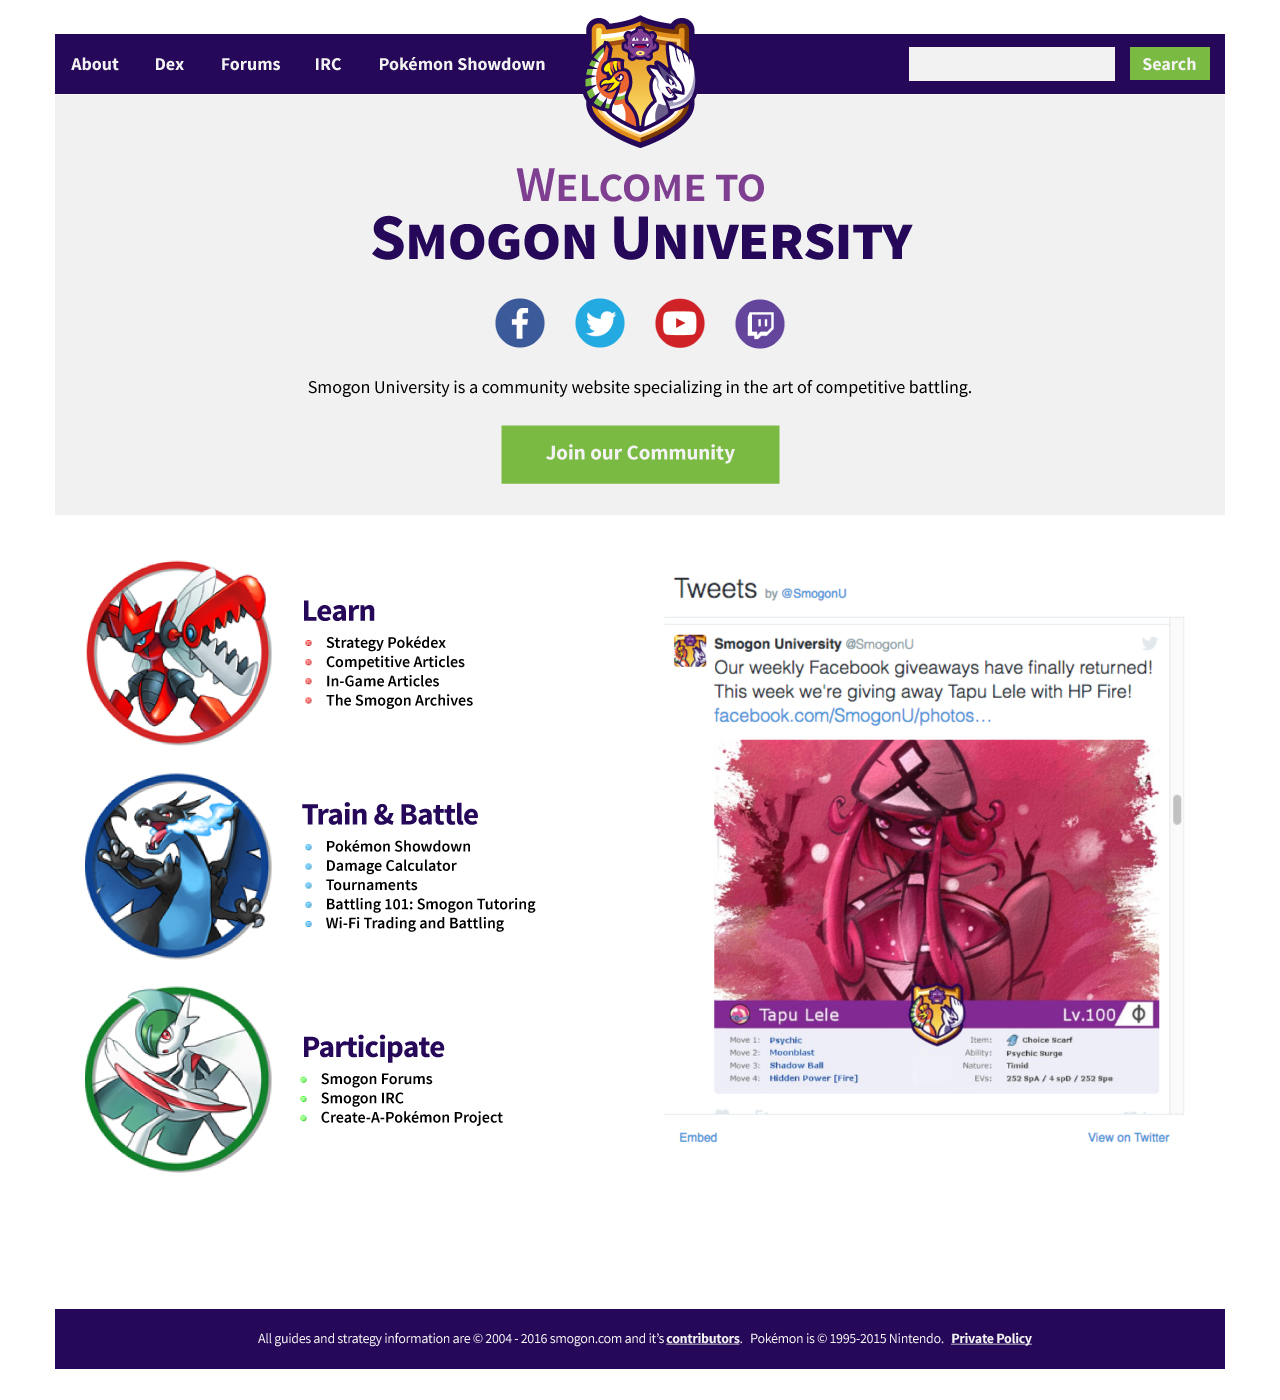 About Dex Forums IRC Pokémon Showdown Search
Welcome to
Smogon University
Smogon University is a community website specializing in the art of competitive battling.
Join our Community
Learn
Strategy Pokédex
Competitive Articles
In-Game Articles
The Smogon Archives
Train & Battle
Pokémon Showdown
Damage Calculator
Tournaments
Battling 101: Smogon Tutoring
Wi-Fi Trading and Battling
Participate
Smogon Forums
Smogon IRC
Create-A-Pokémon Project
Tweets by @SmogonU
Smogon University @SmogonU
Our weekly Facebook giveaways have finally returned!
This week we're giving away Tapu Lele with HP Fire!
facebook.com/SmogonU/photos…
Tapu Lele Lv.100
Move 1: Psychic Item: Choice Scarf
Move 2: Moonblast Ability: Psychic Surge
Move 3: Shadow Ball Nature: Timid
Move 4: Hidden Power [Fire] EVs: 252 SpA / 4 spD / 252 Spe
Embed View on Twitter
All guides and strategy information are © 2004 - 2016 smogon.com and it's contributors. Pokémon is © 1995-2015 Nintendo. Private Policy